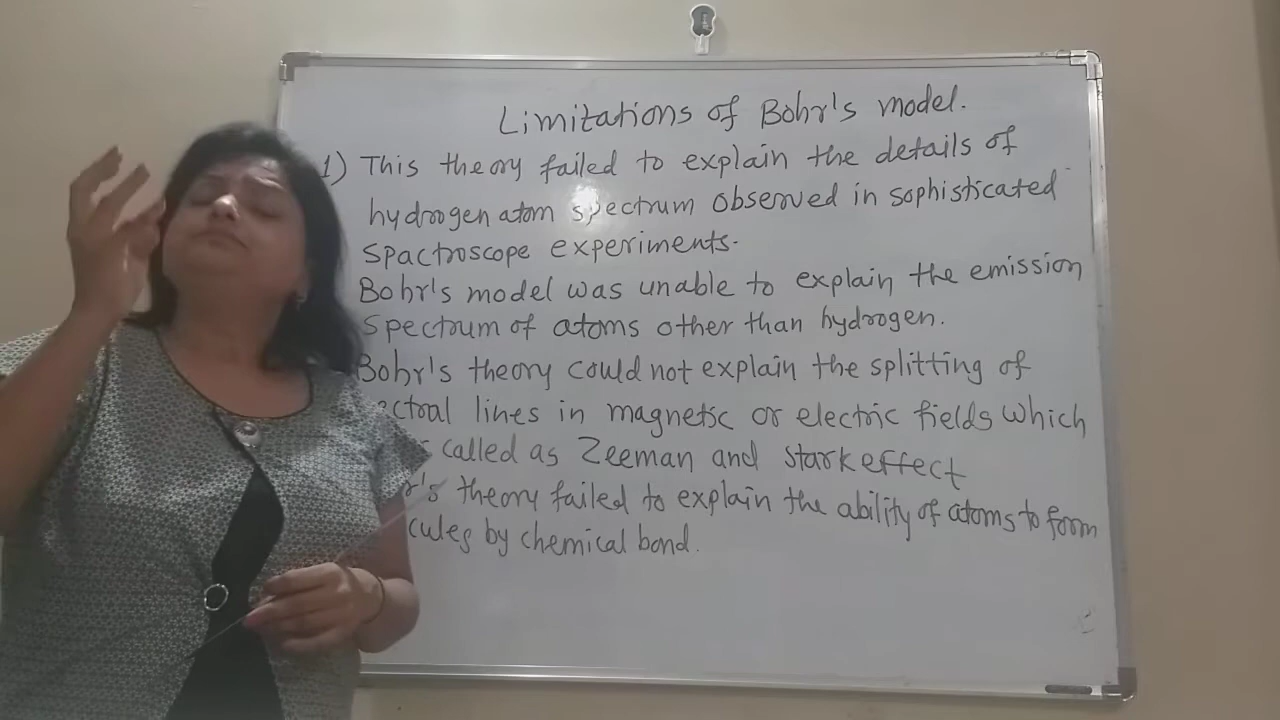 Limitations of Bohr's model.
1) This theory failed to explain the details of
hydrogen atom spectrum observed in sophisticated
spactroscope experiments.
Bohr's model was unable to explain the emission
spectrum of atoms other than hydrogen.
Bohr's theory could not explain the splitting of
ectral lines in magnetic or electric fields which
called as Zeeman and stark effect
r's theory failed to explain the ability of atoms to form
cules by chemical bond.